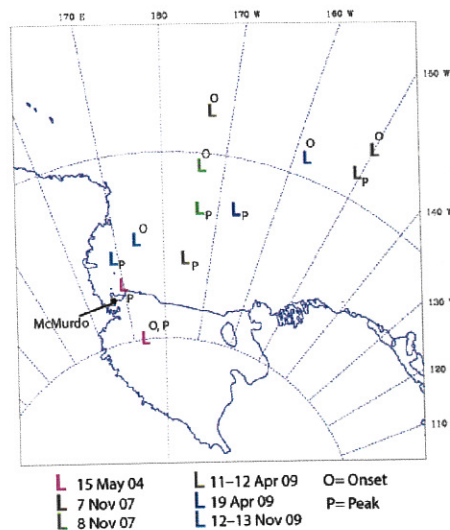 180
170 W
160 W
150 W
O
O
O
O
L
L
L
L
L P
L P
L P
140 W
L O
L P
L P
L P
McMurdo
O, P
L
130 W
120
110
L 15 May 04
L 11–12 Apr 09
O= Onset
L 7 Nov 07
L 19 Apr 09
P= Peak
L 8 Nov 07
L 12–13 Nov 09